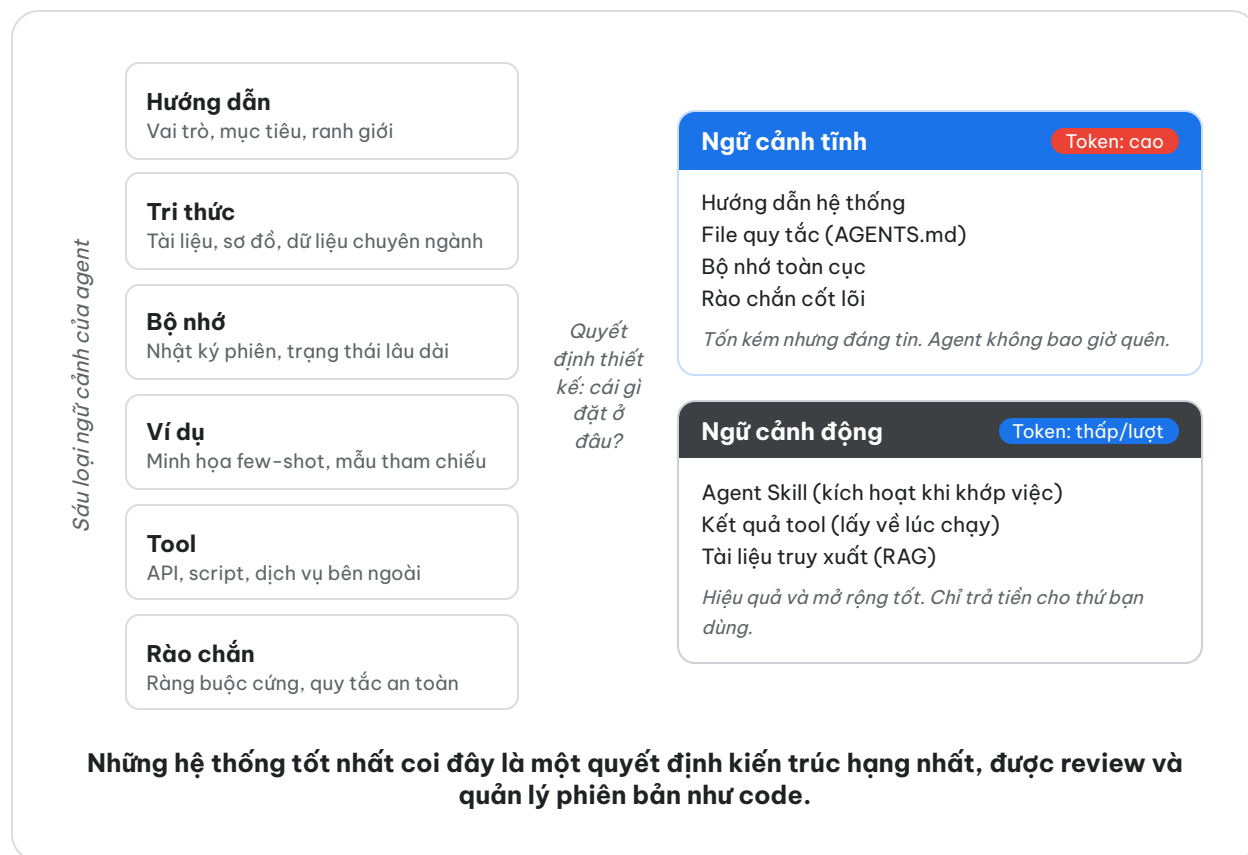 Sáu loại ngữ cảnh của agent
Hướng dẫn
Vai trò, mục tiêu, ranh giới
Tri thức
Tài liệu, sơ đồ, dữ liệu chuyên ngành
Bộ nhớ
Nhật ký phiên, trạng thái lâu dài
Ví dụ
Minh họa few-shot, mẫu tham chiếu
Tool
API, script, dịch vụ bên ngoài
Rào chắn
Ràng buộc cứng, quy tắc an toàn
Quyết
định thiết
kế: cái gì
đặt ở
đâu?
Ngữ cảnh tĩnh
Token: cao
Hướng dẫn hệ thống
File quy tắc (AGENTS.md)
Bộ nhớ toàn cục
Rào chắn cốt lõi
Tốn kém nhưng đáng tin. Agent không bao giờ quên.
Ngữ cảnh động
Token: thấp/lượt
Agent Skill (kích hoạt khi khớp việc)
Kết quả tool (lấy về lúc chạy)
Tài liệu truy xuất (RAG)
Hiệu quả và mở rộng tốt. Chỉ trả tiền cho thứ bạn
dùng.
Những hệ thống tốt nhất coi đây là một quyết định kiến trúc hạng nhất, được review và
quản lý phiên bản như code.